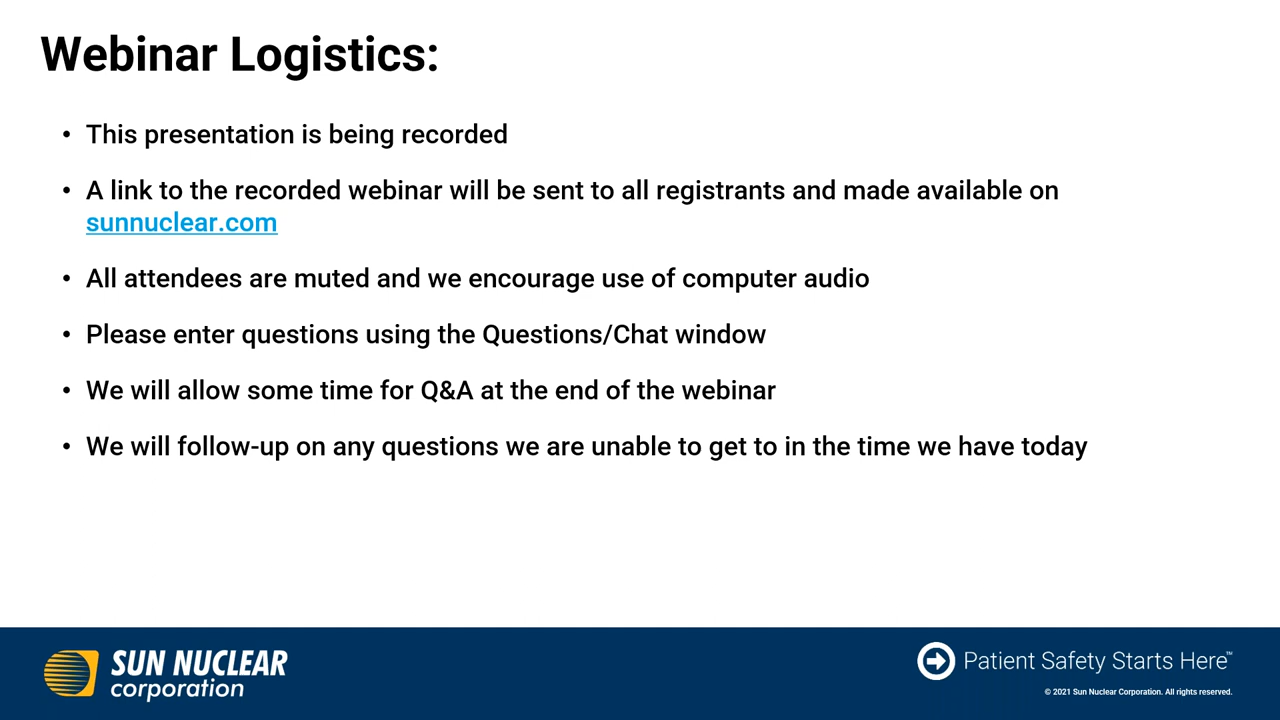 Webinar Logistics:
• This presentation is being recorded
• A link to the recorded webinar will be sent to all registrants and made available on
sunnuclear.com
• All attendees are muted and we encourage use of computer audio
• Please enter questions using the Questions/Chat window
• We will allow some time for Q&A at the end of the webinar
• We will follow-up on any questions we are unable to get to in the time we have today
SUN NUCLEAR
corporation
Patient Safety Starts Here™
© 2021 Sun Nuclear Corporation. All rights reserved.